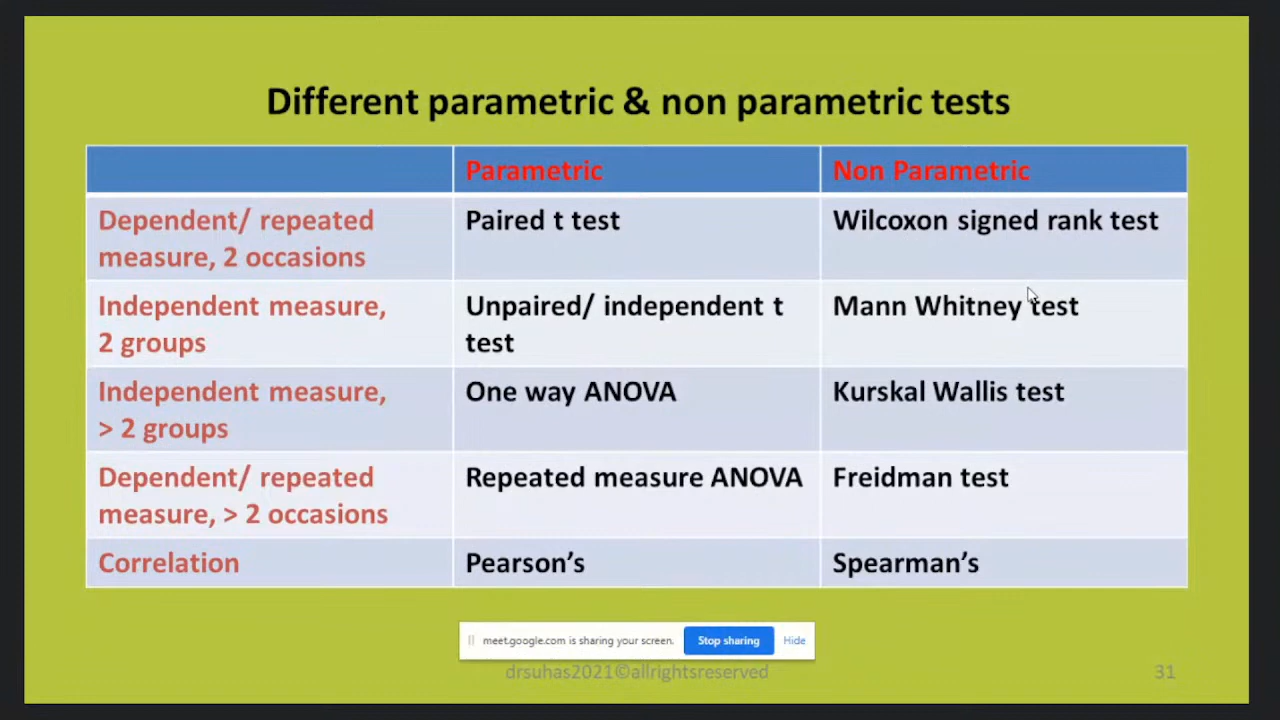 Different parametric & non parametric tests
Parametric
Non Parametric
Dependent/ repeated
measure, 2 occasions
Paired t test
Wilcoxon signed rank test
Independent measure,
2 groups
Unpaired/ independent t
test
Mann Whitney test
Independent measure,
> 2 groups
One way ANOVA
Kurskal Wallis test
Dependent/ repeated
measure, > 2 occasions
Repeated measure ANOVA
Freidman test
Correlation
Pearson’s
Spearman’s
meet.google.com is sharing your screen.
Stop sharing
Hide
drsuhas2021©allrightsreserved
31